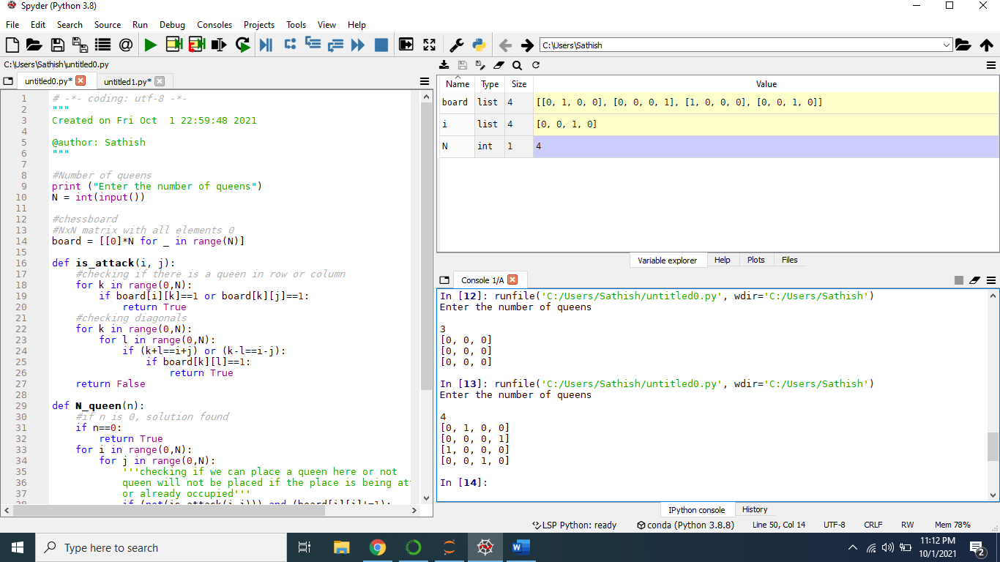 Spyder (Python 3.8)
File Edit Search Source Run Debug Consoles Projects Tools View Help
C:\Users\Sathish
C:\Users\Sathish\untitled0.py
untitled0.py* untitled1.py*
1 # -*- coding: utf-8 -*-
2 """
3 Created on Fri Oct  1 22:59:48 2021
4
5 @author: Sathish
6 """
7
8 #Number of queens
9 print ("Enter the number of queens")
10 N = int(input())
11
12 #chessboard
13 #NxN matrix with all elements 0
14 board = [[0]*N for _ in range(N)]
15
16 def is_attack(i, j):
17     #checking if there is a queen in row or column
18     for k in range(0,N):
19         if board[i][k]==1 or board[k][j]==1:
20             return True
21     #checking diagonals
22     for k in range(0,N):
23         for l in range(0,N):
24             if (k+l==i+j) or (k-l==i-j):
25                 if board[k][l]==1:
26                     return True
27     return False
28
29 def N_queen(n):
30     #if n is 0, solution found
31     if n==0:
32         return True
33     for i in range(0,N):
34         for j in range(0,N):
35             '''checking if we can place a queen here or not
36             queen will not be placed if the place is being at
37             or already occupied'''
38             if (not(is_attack(i,j))) and (board[i][j]!=1):
Name Type Size Value
board list 4 [[0, 1, 0, 0], [0, 0, 0, 1], [1, 0, 0, 0], [0, 0, 1, 0]]
i list 4 [0, 0, 1, 0]
N int 1 4
Variable explorer Help Plots Files
Console 1/A
In [12]: runfile('C:/Users/Sathish/untitled0.py', wdir='C:/Users/Sathish')
Enter the number of queens
3
[0, 0, 0]
[0, 0, 0]
[0, 0, 0]
In [13]: runfile('C:/Users/Sathish/untitled0.py', wdir='C:/Users/Sathish')
Enter the number of queens
4
[0, 1, 0, 0]
[0, 0, 0, 1]
[1, 0, 0, 0]
[0, 0, 1, 0]
In [14]:
IPython console History
LSP Python: ready conda (Python 3.8.8) Line 50, Col 14 UTF-8 CRLF RW Mem 78%
Type here to search
11:12 PM
10/1/2021
2